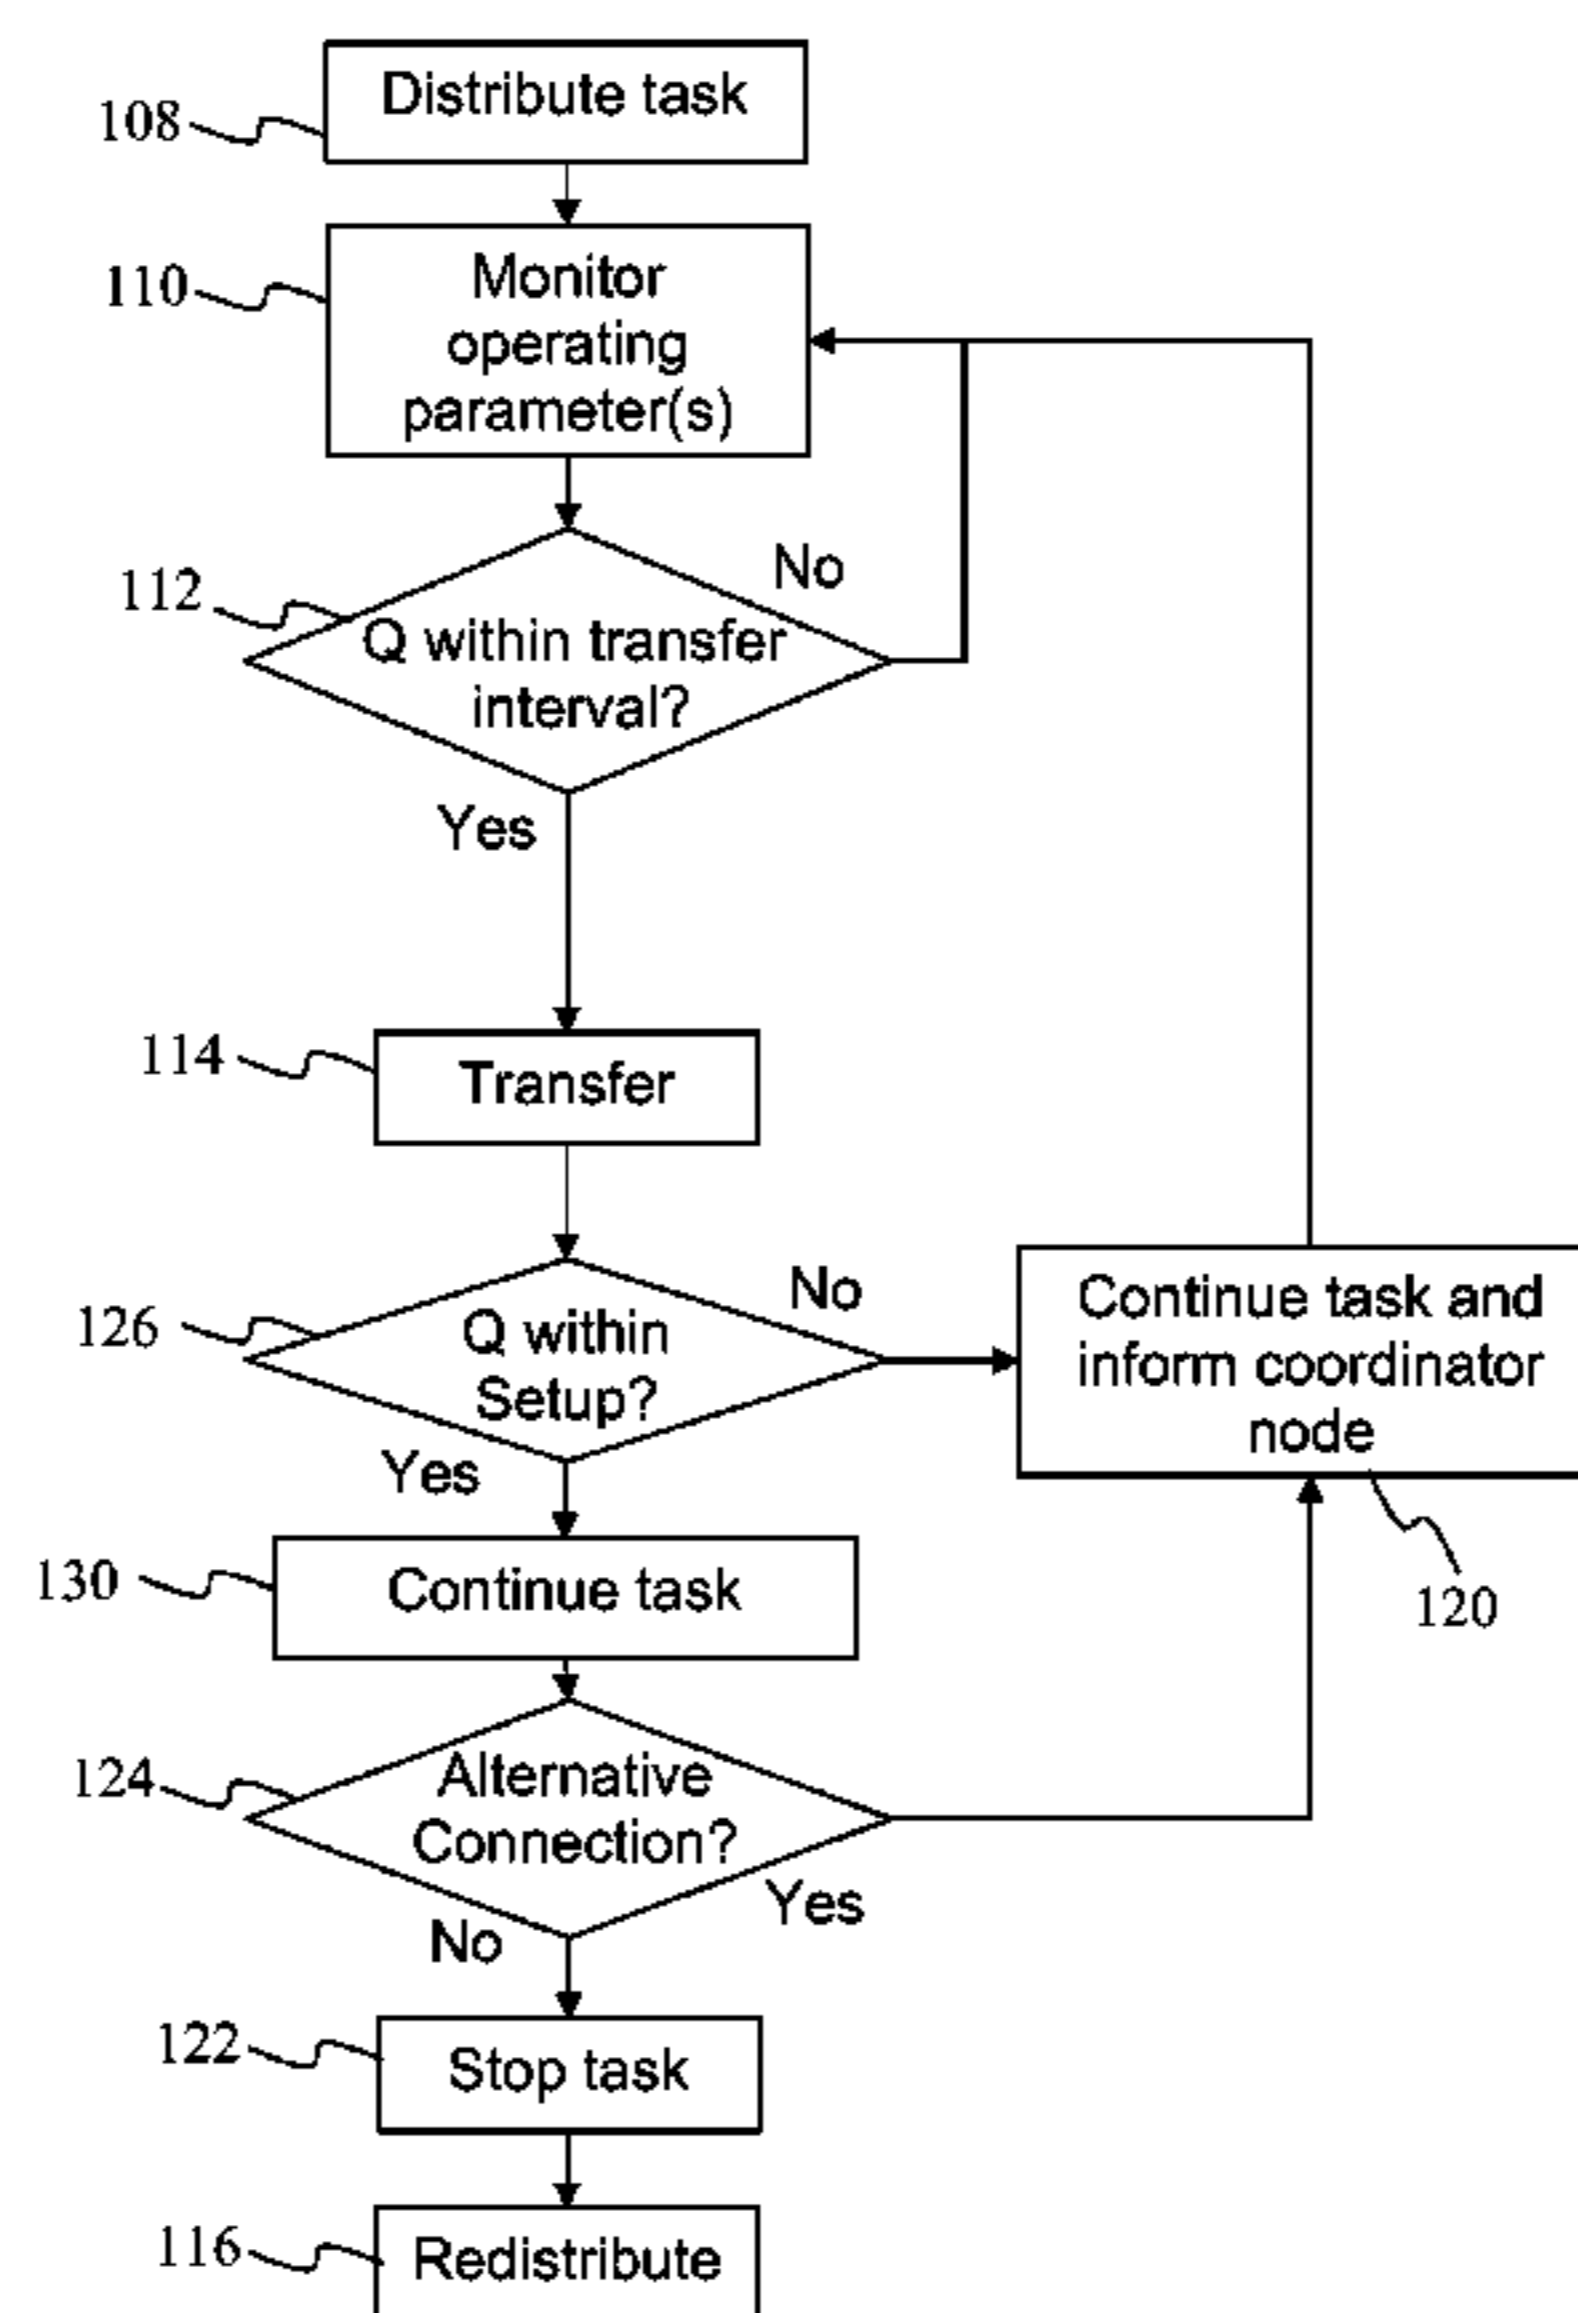 Distribute task
108
Monitor
operating
parameter(s)
110
No
112
Q within transfer
interval?
Yes
114
Transfer
No
126
Q within
Setup?
Yes
Continue task and
inform coordinator
node
120
130
Continue task
124
Alternative
Connection?
Yes
No
122
Stop task
116
Redistribute